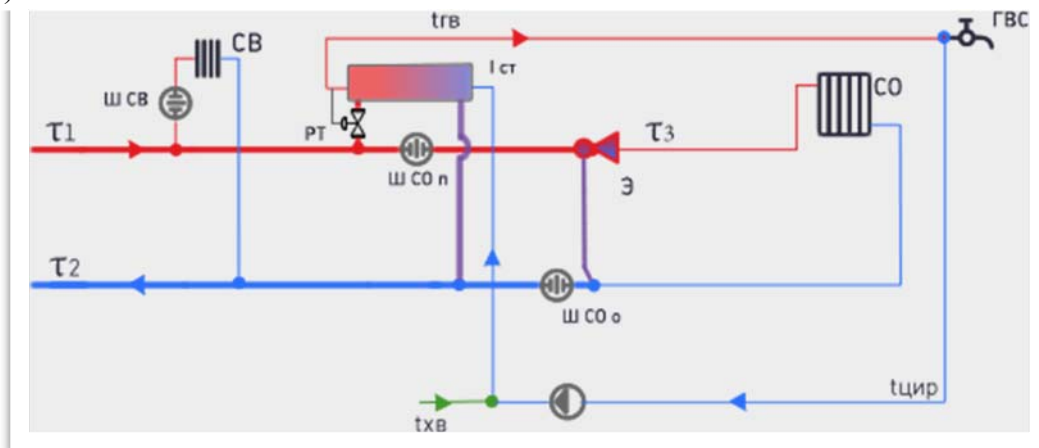 tгв
ГВС
СВ
I ст
СО
Ш СВ
τ1
РТ
τ3
Ш СО п
Э
τ2
Ш СО о
tцир
tхв